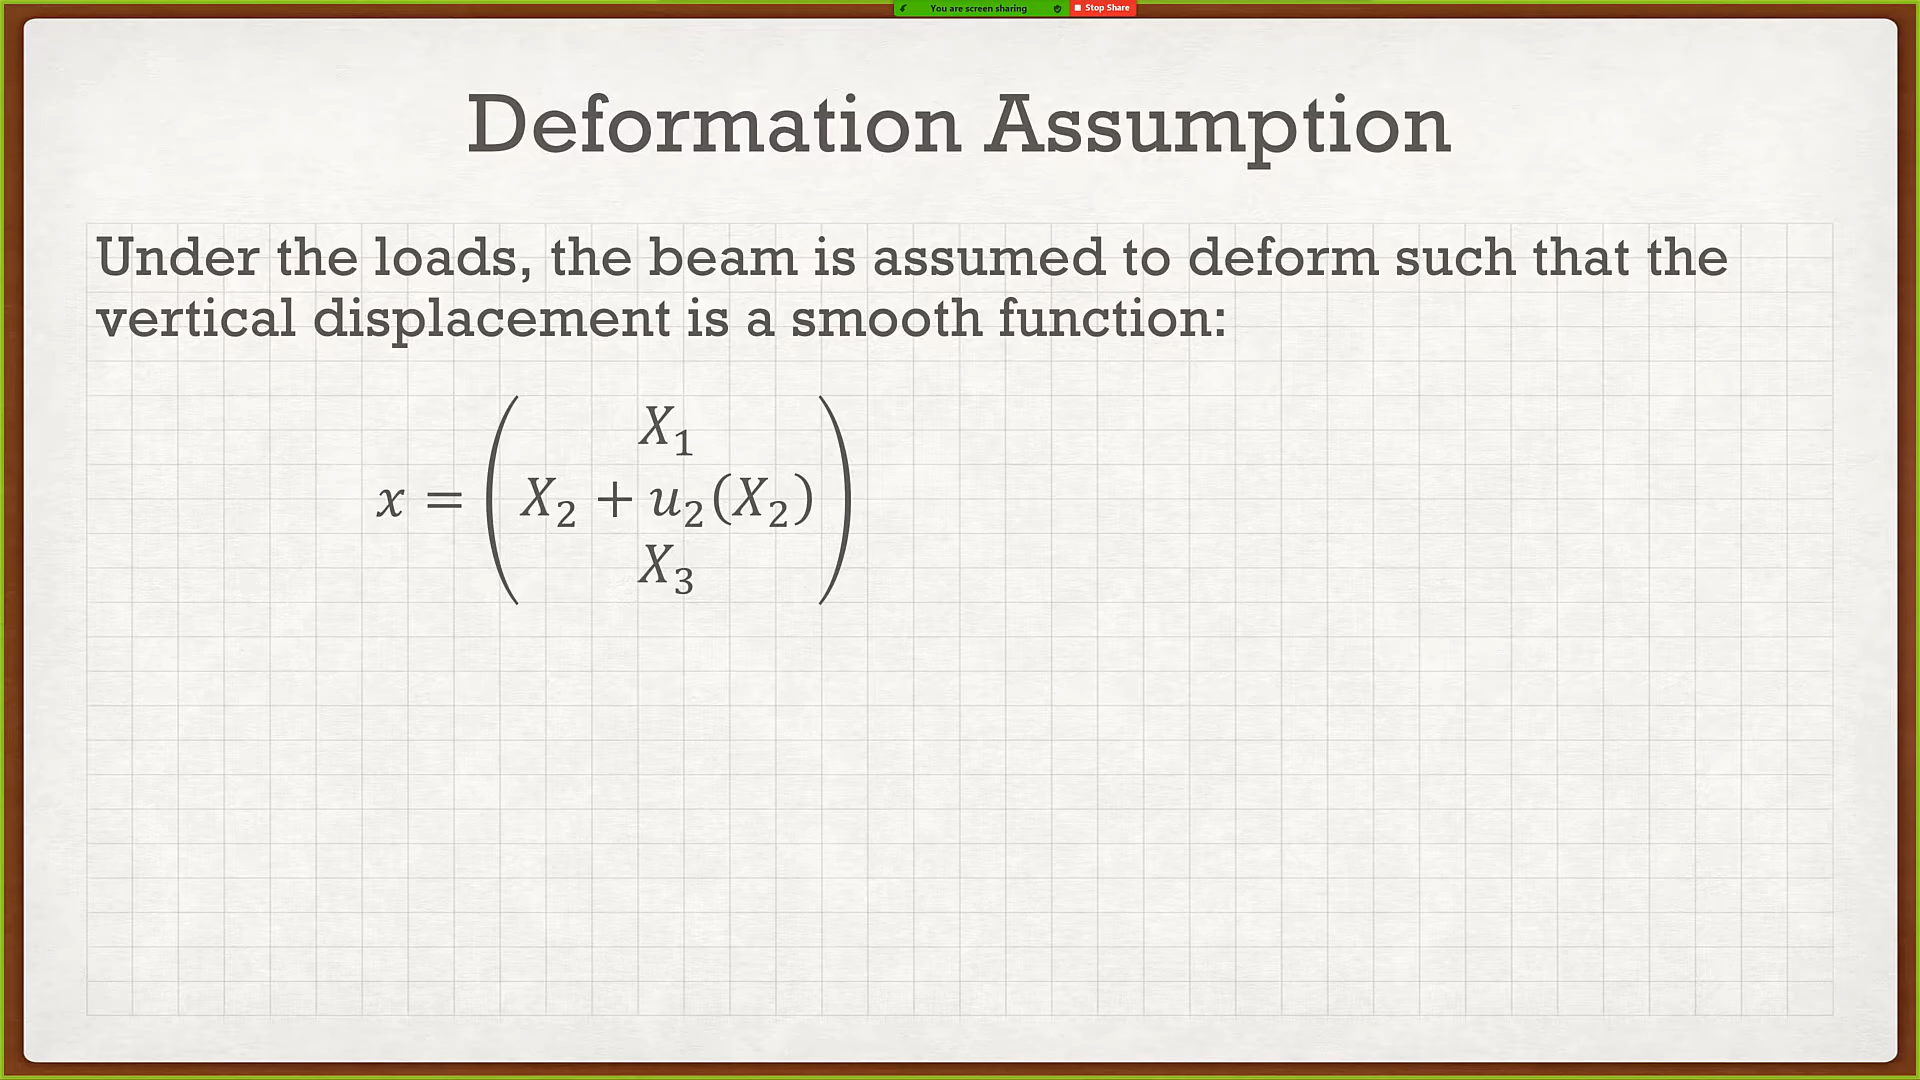 You are screen sharing
Stop Share
Deformation Assumption
Under the loads, the beam is assumed to deform such that the
vertical displacement is a smooth function:
X₁
x = ( X₂ + u₂(X₂) )
X₃